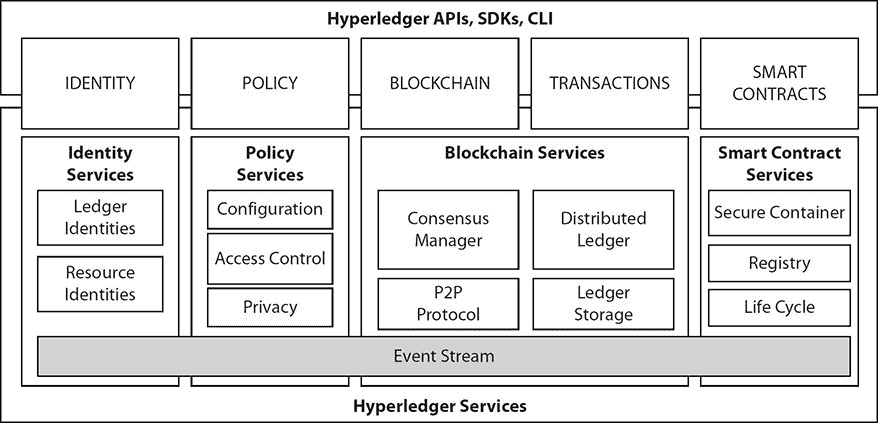 Hyperledger APIs, SDKs, CLI
IDENTITY
POLICY
BLOCKCHAIN
TRANSACTIONS
SMART
CONTRACTS
Identity
Services
Ledger
Identities
Resource
Identities
Policy
Services
Configuration
Access Control
Privacy
Blockchain Services
Consensus
Manager
Distributed
Ledger
P2P
Protocol
Ledger
Storage
Smart Contract
Services
Secure Container
Registry
Life Cycle
Event Stream
Hyperledger Services